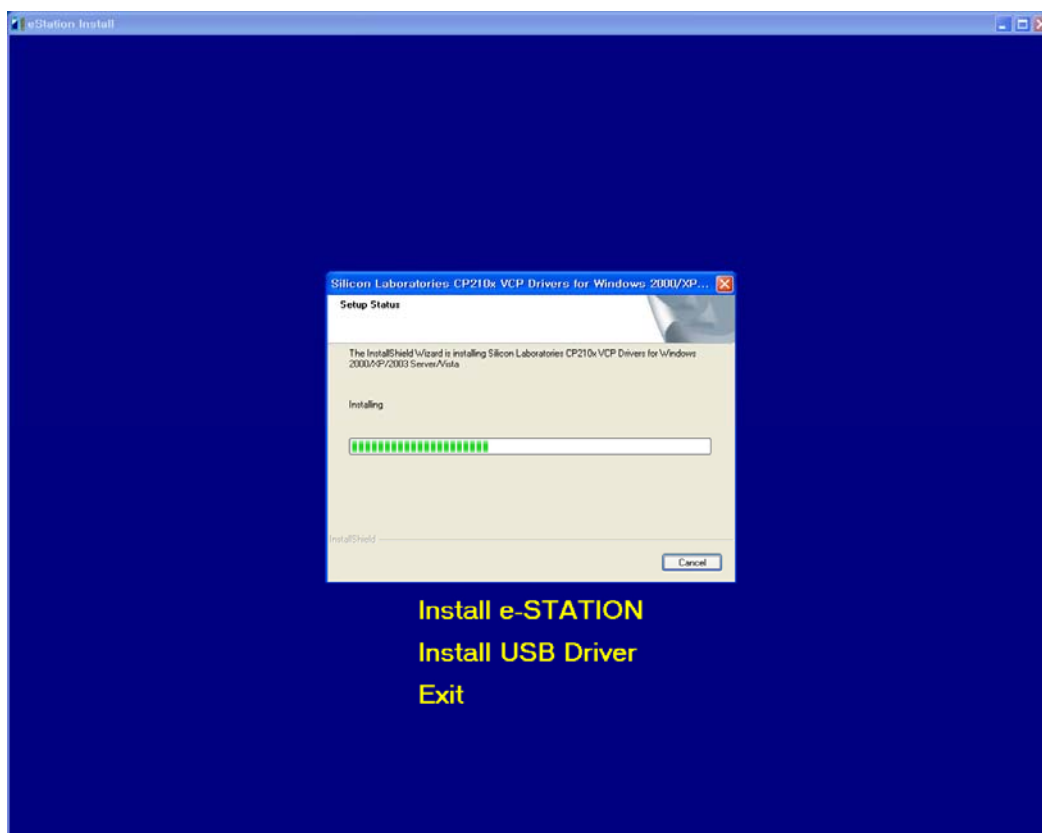 eStation Install
Silicon Laboratories CP210x VCP Drivers for Windows 2000/XP...
Setup Status
The InstallShield Wizard is installing Silicon Laboratories CP210x VCP Drivers for Windows
2000/XP/2003 Server/Vista
Installing
InstallShield
Cancel
Install e-STATION
Install USB Driver
Exit